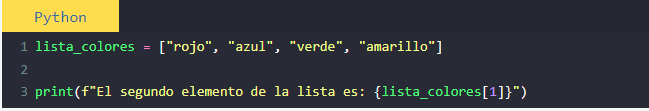 Python
1 lista_colores = ["rojo", "azul", "verde", "amarillo"]
2
3 print(f"El segundo elemento de la lista es: {lista_colores[1]}")